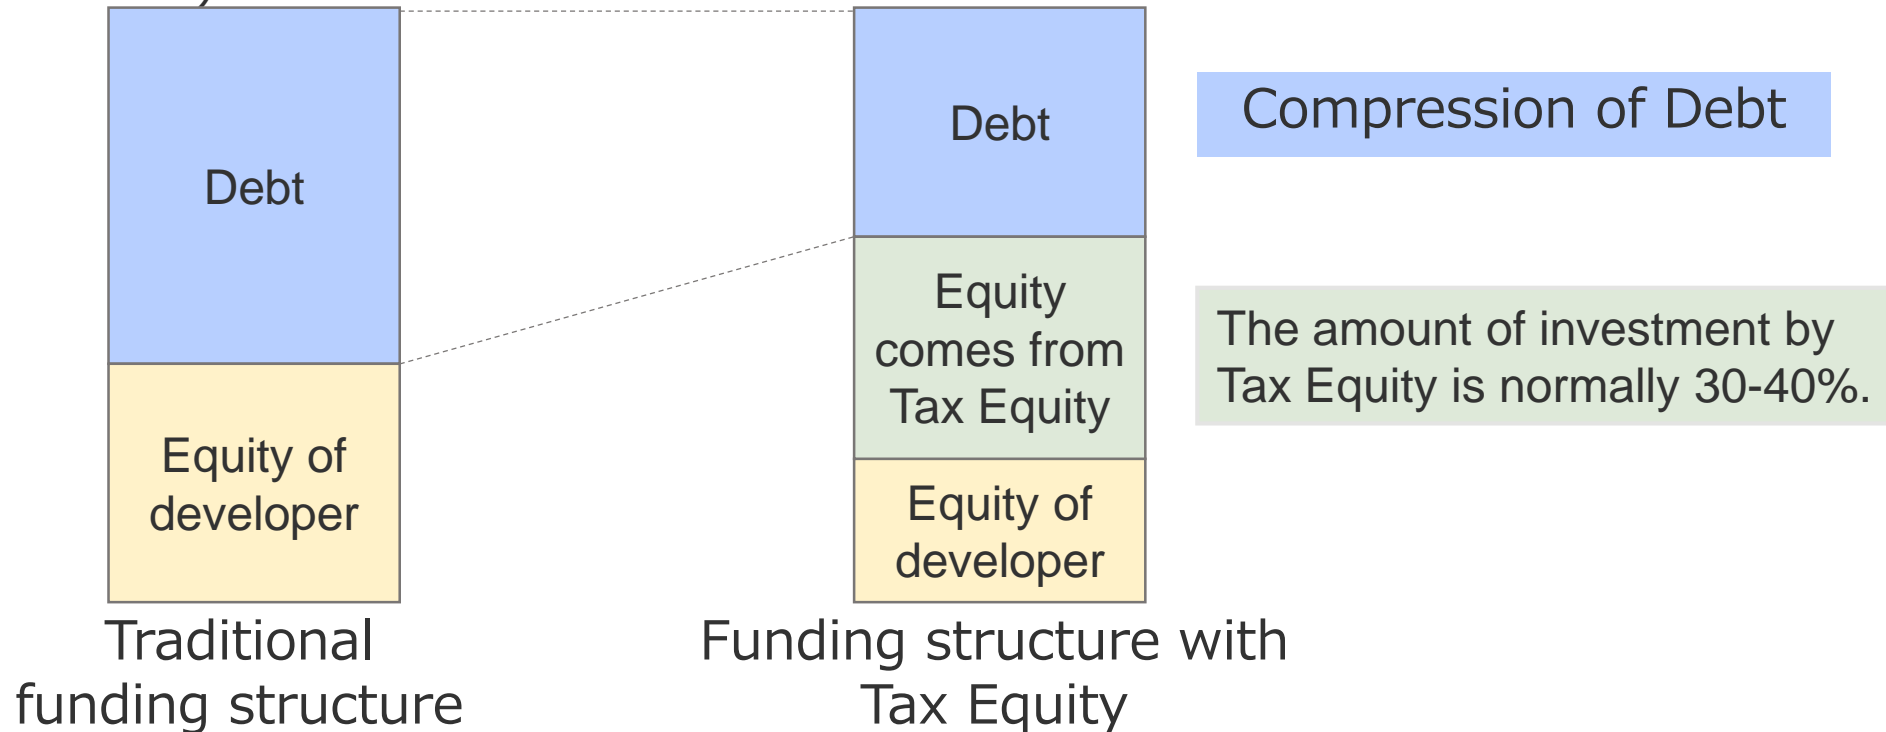 Debt
Equity of
developer
Traditional
funding structure
Debt
Equity
comes from
Tax Equity
Equity of
developer
Funding structure with
Tax Equity
Compression of Debt
The amount of investment by
Tax Equity is normally 30-40%.